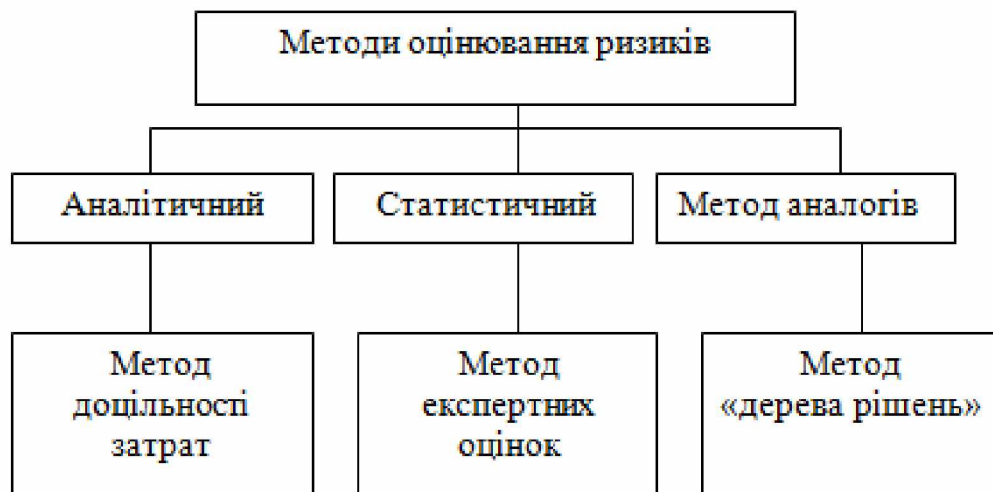 Методи оцінювання ризиків
Аналітичний
Статистичний
Метод аналогів
Метод
доцільності
затрат
Метод
експертних
оцінок
Метод
«дерева рішень»